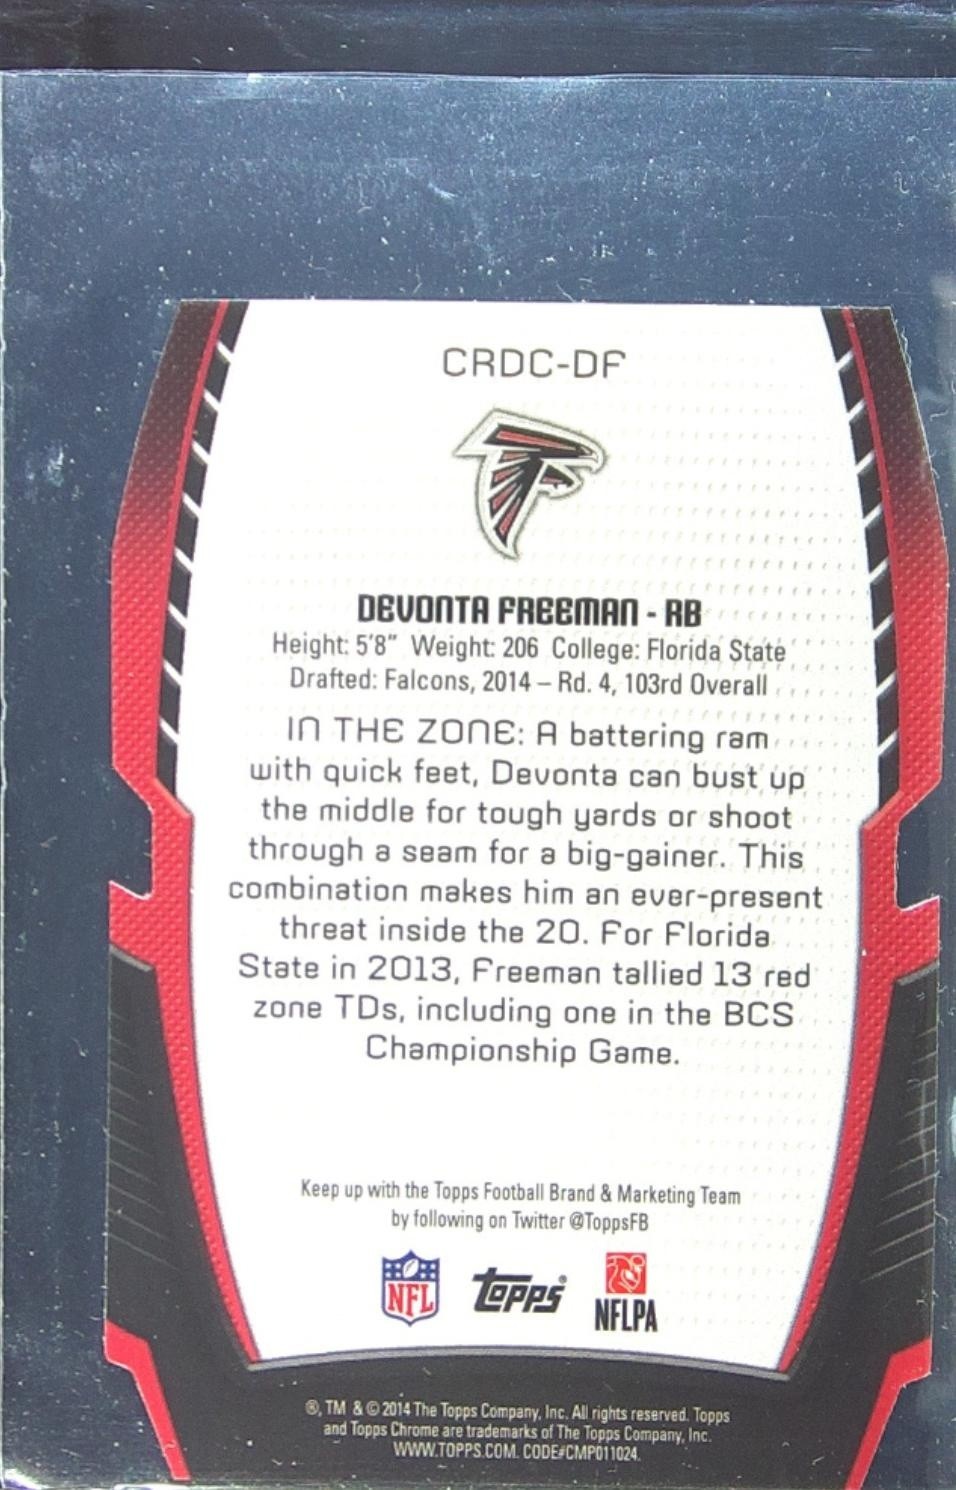 CRDC-DF
DEVONTA FREEMAN - RB
Height: 5'8" Weight: 206 College: Florida State
Drafted: Falcons, 2014 – Rd. 4, 103rd Overall
IN THE ZONE: A battering ram
with quick feet, Devonta can bust up
the middle for tough yards or shoot
through a seam for a big-gainer. This
combination makes him an ever-present
threat inside the 20. For Florida
State in 2013, Freeman tallied 13 red
zone TDs, including one in the BCS
Championship Game.
Keep up with the Topps Football Brand & Marketing Team
by following on Twitter @ToppsFB
NFL topps® NFLPA
®, TM & © 2014 The Topps Company, Inc. All rights reserved. Topps
and Topps Chrome are trademarks of The Topps Company, Inc.
WWW.TOPPS.COM. CODE#CMP011024.